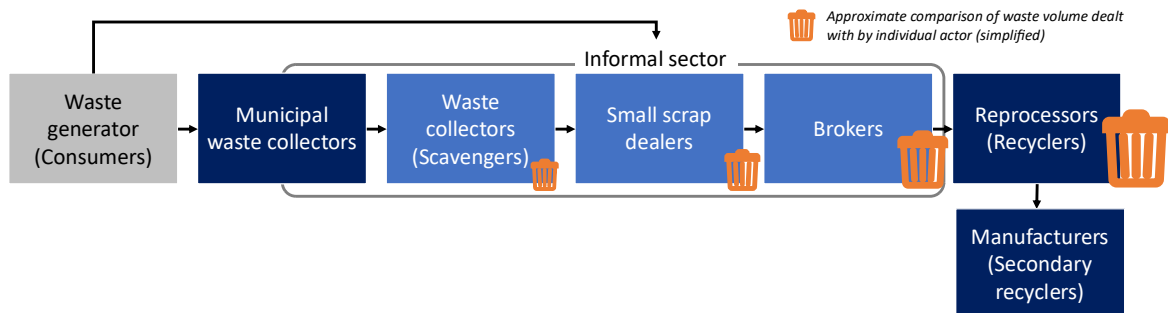 Approximate comparison of waste volume dealt
with by individual actor (simplified)
Informal sector
Waste
generator
(Consumers)
Municipal
waste collectors
Waste
collectors
(Scavengers)
Small scrap
dealers
Brokers
Reprocessors
(Recyclers)
Manufacturers
(Secondary
recyclers)